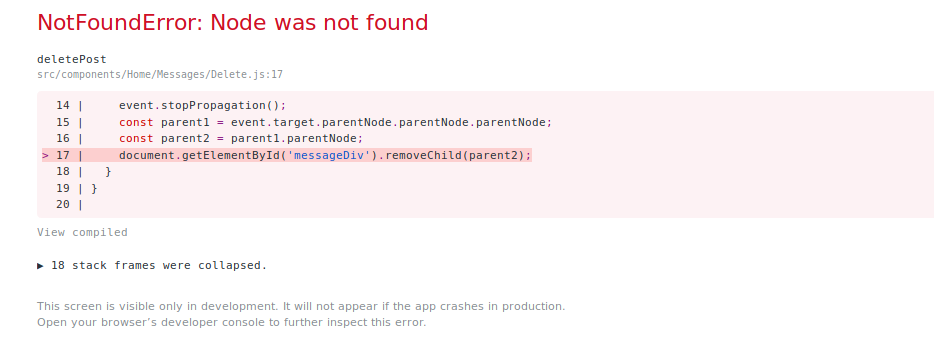 NotFoundError: Node was not found
deletePost
src/components/Home/Messages/Delete.js:17
  14 |     event.stopPropagation();
  15 |     const parent1 = event.target.parentNode.parentNode.parentNode;
  16 |     const parent2 = parent1.parentNode;
> 17 |     document.getElementById('messageDiv').removeChild(parent2);
  18 |   }
  19 | }
  20 |
View compiled
▶ 18 stack frames were collapsed.
This screen is visible only in development. It will not appear if the app crashes in production.
Open your browser’s developer console to further inspect this error.